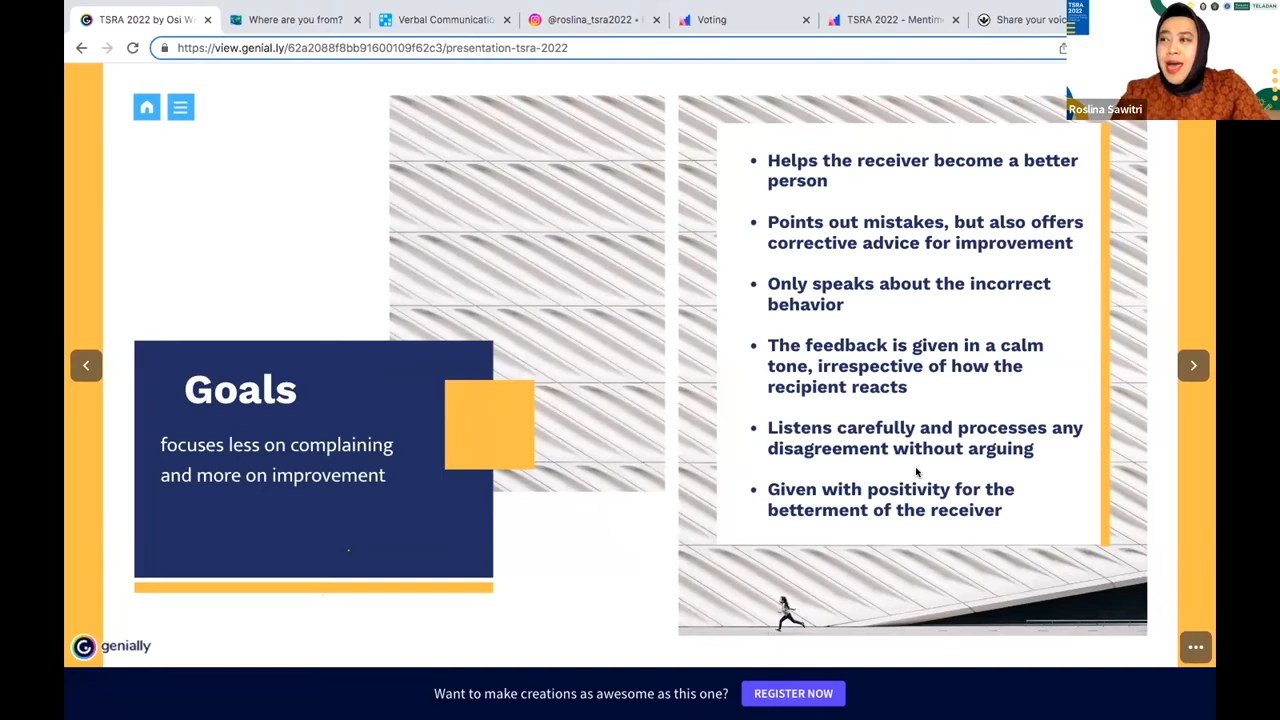 TSRA 2022 by Osi W
Where are you from?
Verbal Communicatio
@roslina_tsra2022 •
Voting
TSRA 2022 - Mentim
Share your voic
https://view.genial.ly/62a2088f8bb91600109f62c3/presentation-tsra-2022
TSRA
2022
TELADAN
Roslina Sawitri
Goals
focuses less on complaining
and more on improvement
• Helps the receiver become a better
person
• Points out mistakes, but also offers
corrective advice for improvement
• Only speaks about the incorrect
behavior
• The feedback is given in a calm
tone, irrespective of how the
recipient reacts
• Listens carefully and processes any
disagreement without arguing
• Given with positivity for the
betterment of the receiver
genially
Want to make creations as awesome as this one?
REGISTER NOW